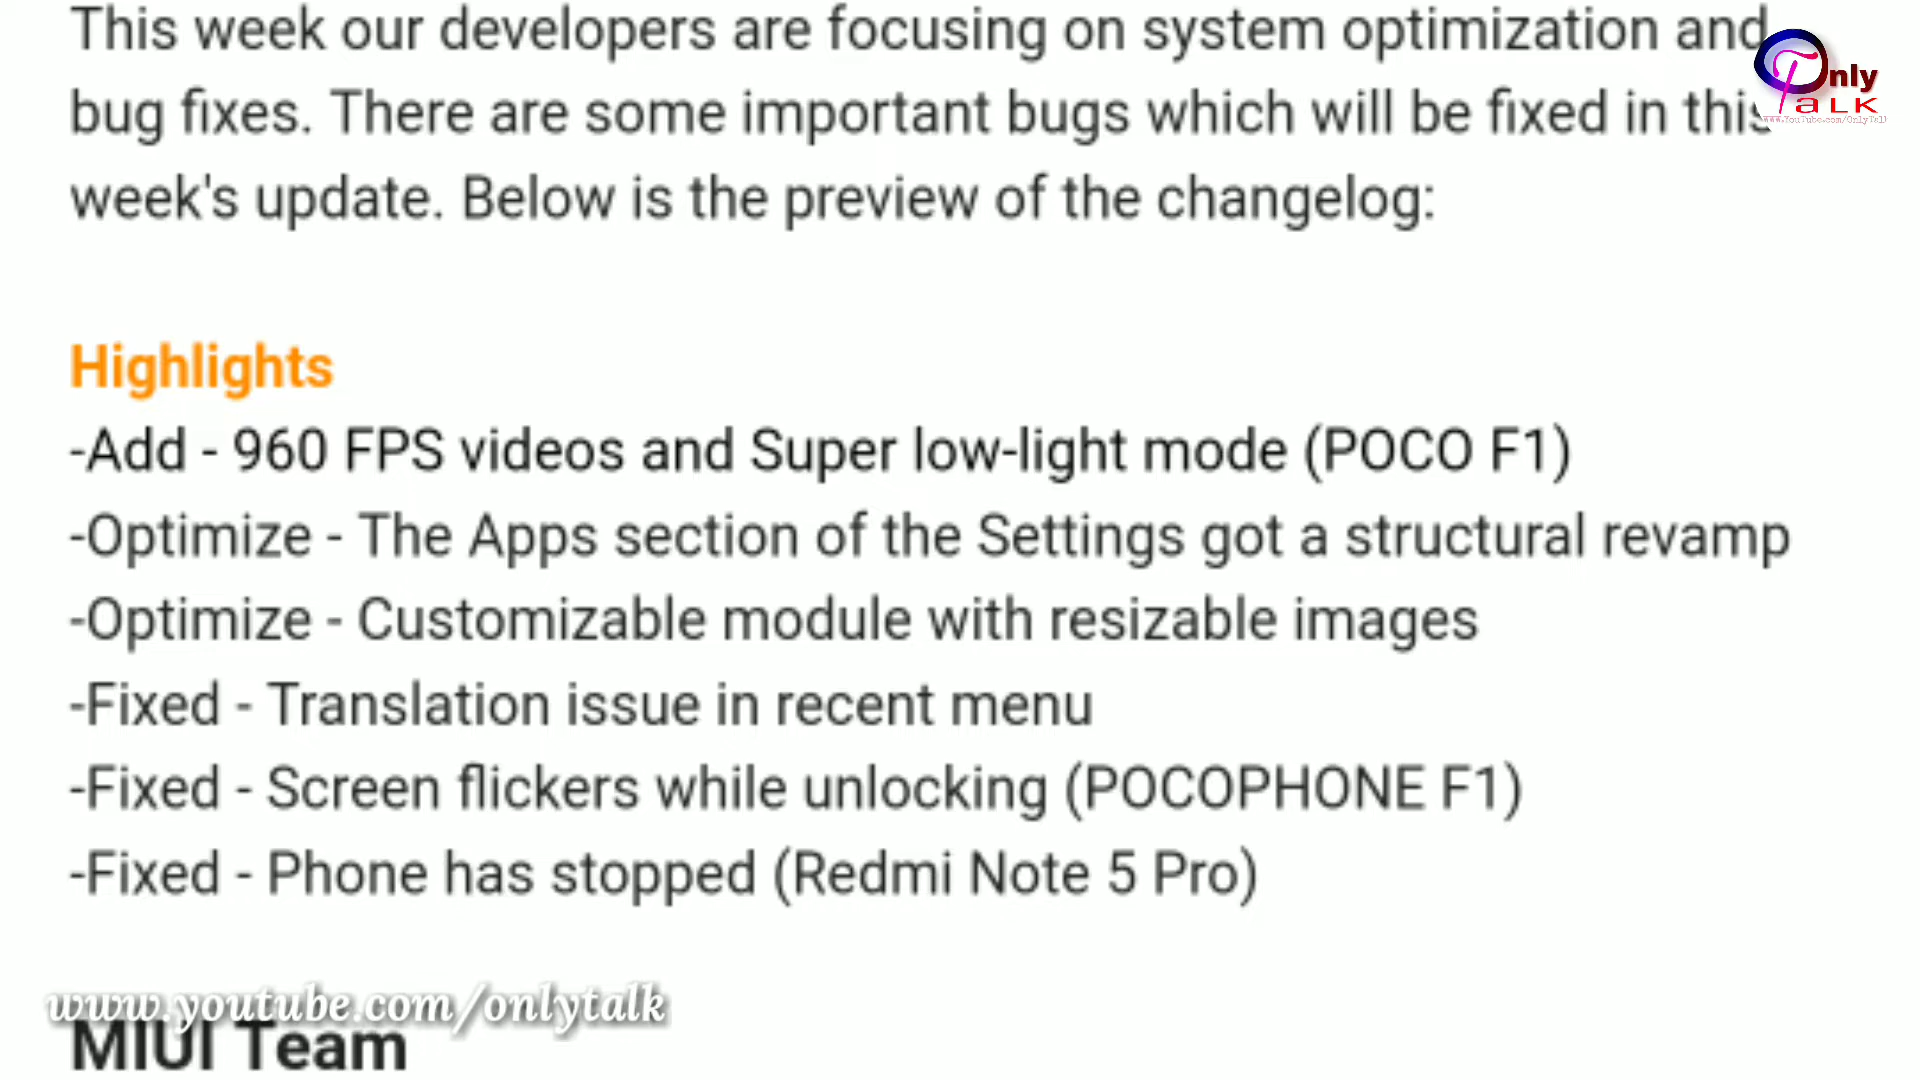 This week our developers are focusing on system optimization and
bug fixes. There are some important bugs which will be fixed in this
week's update. Below is the preview of the changelog:
Only
TALK
www.YouTube.com/OnlyTalk
Highlights
-Add - 960 FPS videos and Super low-light mode (POCO F1)
-Optimize - The Apps section of the Settings got a structural revamp
-Optimize - Customizable module with resizable images
-Fixed - Translation issue in recent menu
-Fixed - Screen flickers while unlocking (POCOPHONE F1)
-Fixed - Phone has stopped (Redmi Note 5 Pro)
www.youtube.com/onlytalk
MIUI Team